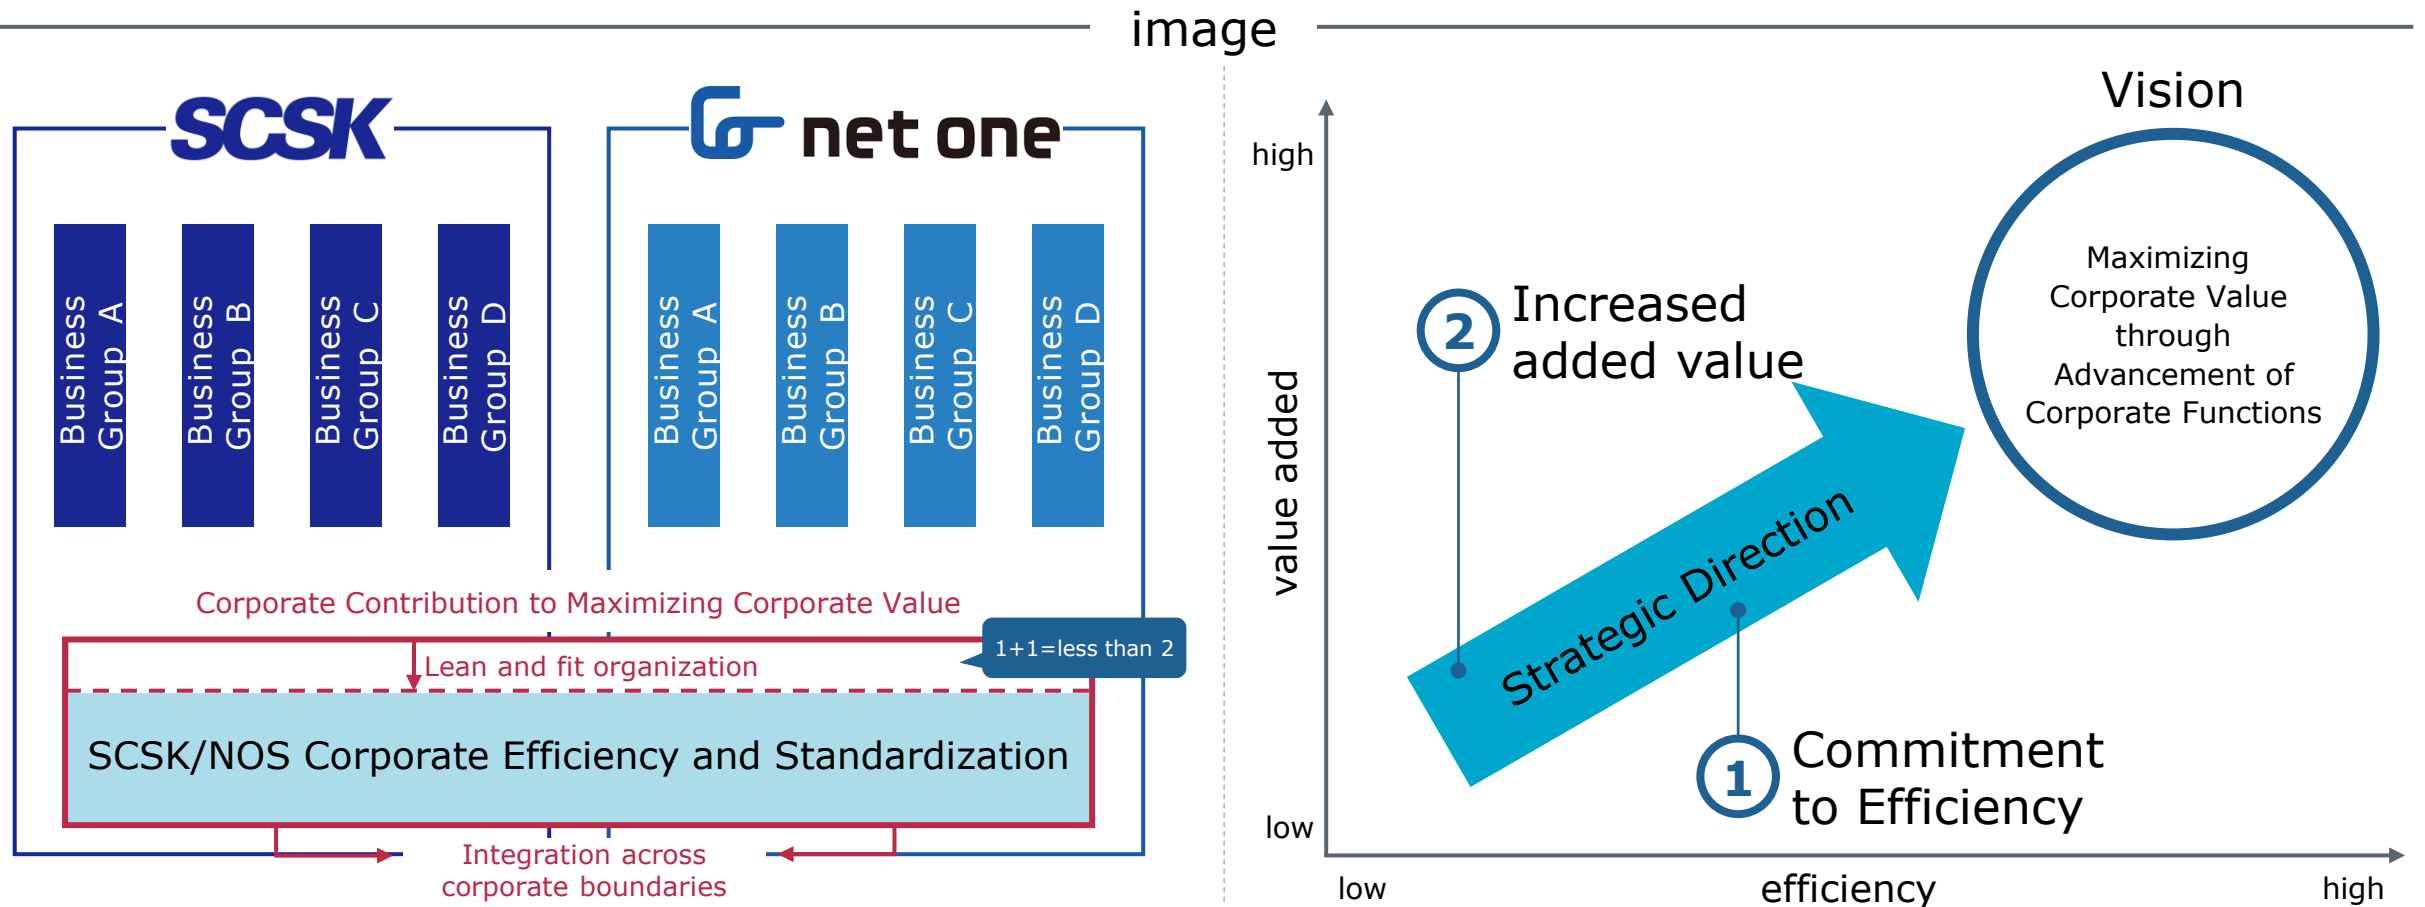 image
SCSK
net one
Business
Group A
Business
Group B
Business
Group C
Business
Group D
Business
Group A
Business
Group B
Business
Group C
Business
Group D
Corporate Contribution to Maximizing Corporate Value
1+1=less than 2
Lean and fit organization
SCSK/NOS Corporate Efficiency and Standardization
Integration across
corporate boundaries
Vision
high
Maximizing
Corporate Value
through
Advancement of
Corporate Functions
2
Increased
added value
value added
Strategic Direction
1
Commitment
to Efficiency
low
low
efficiency
high